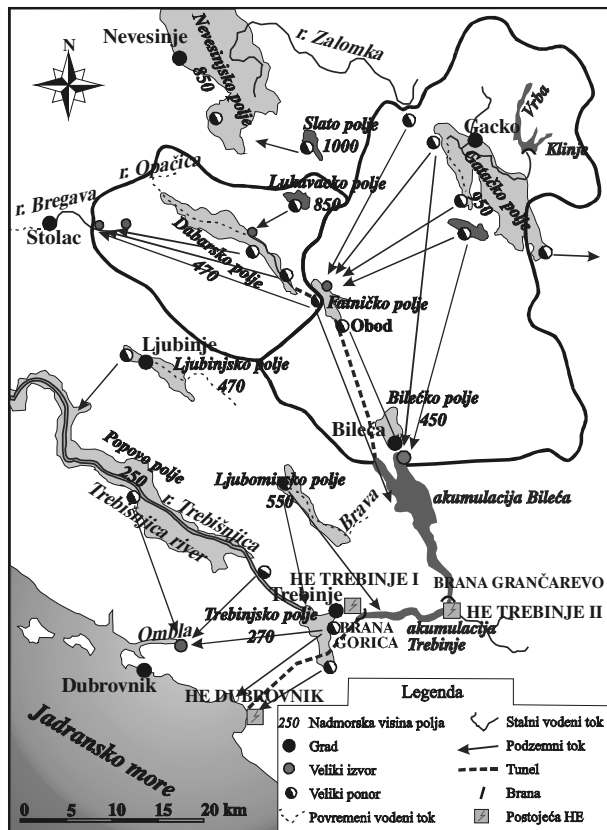 Nevesinje
r. Zalomka
N
Nevesinjsko polje
850
Slato polje
1000
Gacko
Vrba
Klinje
Gatačko polje
950
r. Opačica
Luhavacko polje
850
r. Bregava
Stolac
Dabarsko polje
470
Fatničko polje
Obod
Ljubinje
Ljubinjsko polje
470
Bilećko polje
450
Bileća
Popovo polje
250
r. Trebišnjica
Trebišnjica river
Ljubominsko polje
550
Brava
akumulacija Bileća
HE TREBINJE I
BRANA GRANČAREVO
Trebinje
HE TREBINJE II
Trebinjsko polje
270
BRANA
GORICA
akumulacija
Trebinje
Ombla
Dubrovnik
HE DUBROVNIK
Jadransko more
0 5 10 15 20 km
Legenda
250 Nadmorska visina polja
Grad
Veliki izvor
Veliki ponor
Povremeni vodeni tok
Stalni vodeni tok
Podzemni tok
Tunel
Brana
Postojeća HE